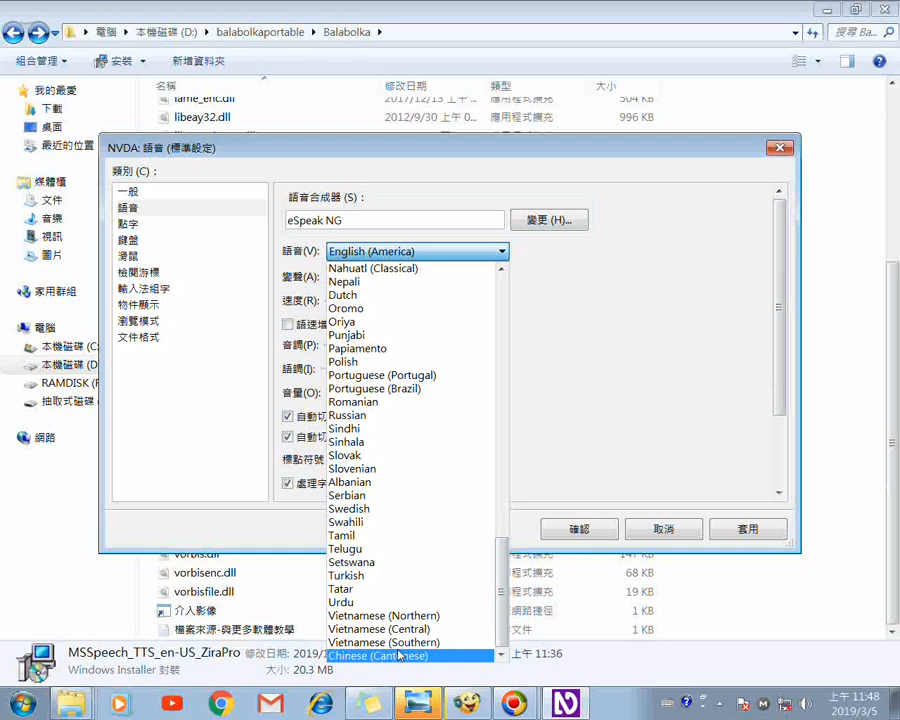 電腦 ▸ 本機磁碟 (D:) ▸ balabolkaportable ▸ Balabolka ▸
搜尋 Ba...
組合管理 ▾ 安裝 ▾ 新增資料夾
名稱 修改日期 類型 大小
我的最愛
下載
桌面
最近的位置
媒體櫃
文件
音樂
視訊
圖片
家用群組
電腦
本機磁碟 (C:
本機磁碟 (D
RAMDISK (F
抽取式磁碟
網路
lame_enc.dll 2017/12/13 上午 ... 應用程式擴充 504 KB
libeay32.dll 2012/9/30 上午 0... 應用程式擴充 996 KB
NVDA: 語音 (標準設定)
類別 (C)：
一般
語音
點字
鍵盤
滑鼠
檢閱游標
輸入法組字
物件顯示
瀏覽模式
文件格式
語音合成器 (S)：
eSpeak NG
變更 (H)...
語音(V): English (America)
變聲(A):
速度(R):
語速增
音調(P):
語調(I):
音量(O):
自動切
自動切
標點符號
處理字
Nahuatl (Classical)
Nepali
Dutch
Oromo
Oriya
Punjabi
Papiamento
Polish
Portuguese (Portugal)
Portuguese (Brazil)
Romanian
Russian
Sindhi
Sinhala
Slovak
Slovenian
Albanian
Serbian
Swedish
Swahili
Tamil
Telugu
Setswana
Turkish
Tatar
Urdu
Vietnamese (Northern)
Vietnamese (Central)
Vietnamese (Southern)
Chinese (Cantonese)
確認 取消 套用
vorbis.dll 程式擴充 147 KB
vorbisenc.dll 程式擴充 68 KB
vorbisfile.dll 程式擴充 19 KB
介入影像 網路捷徑 1 KB
檔案來源-與更多軟體教學 文件 1 KB
MSSpeech_TTS_en-US_ZiraPro 修改日期: 2019/ 上午 11:36
Windows Installer 封裝 大小: 20.3 MB
上午 11:48
2019/3/5